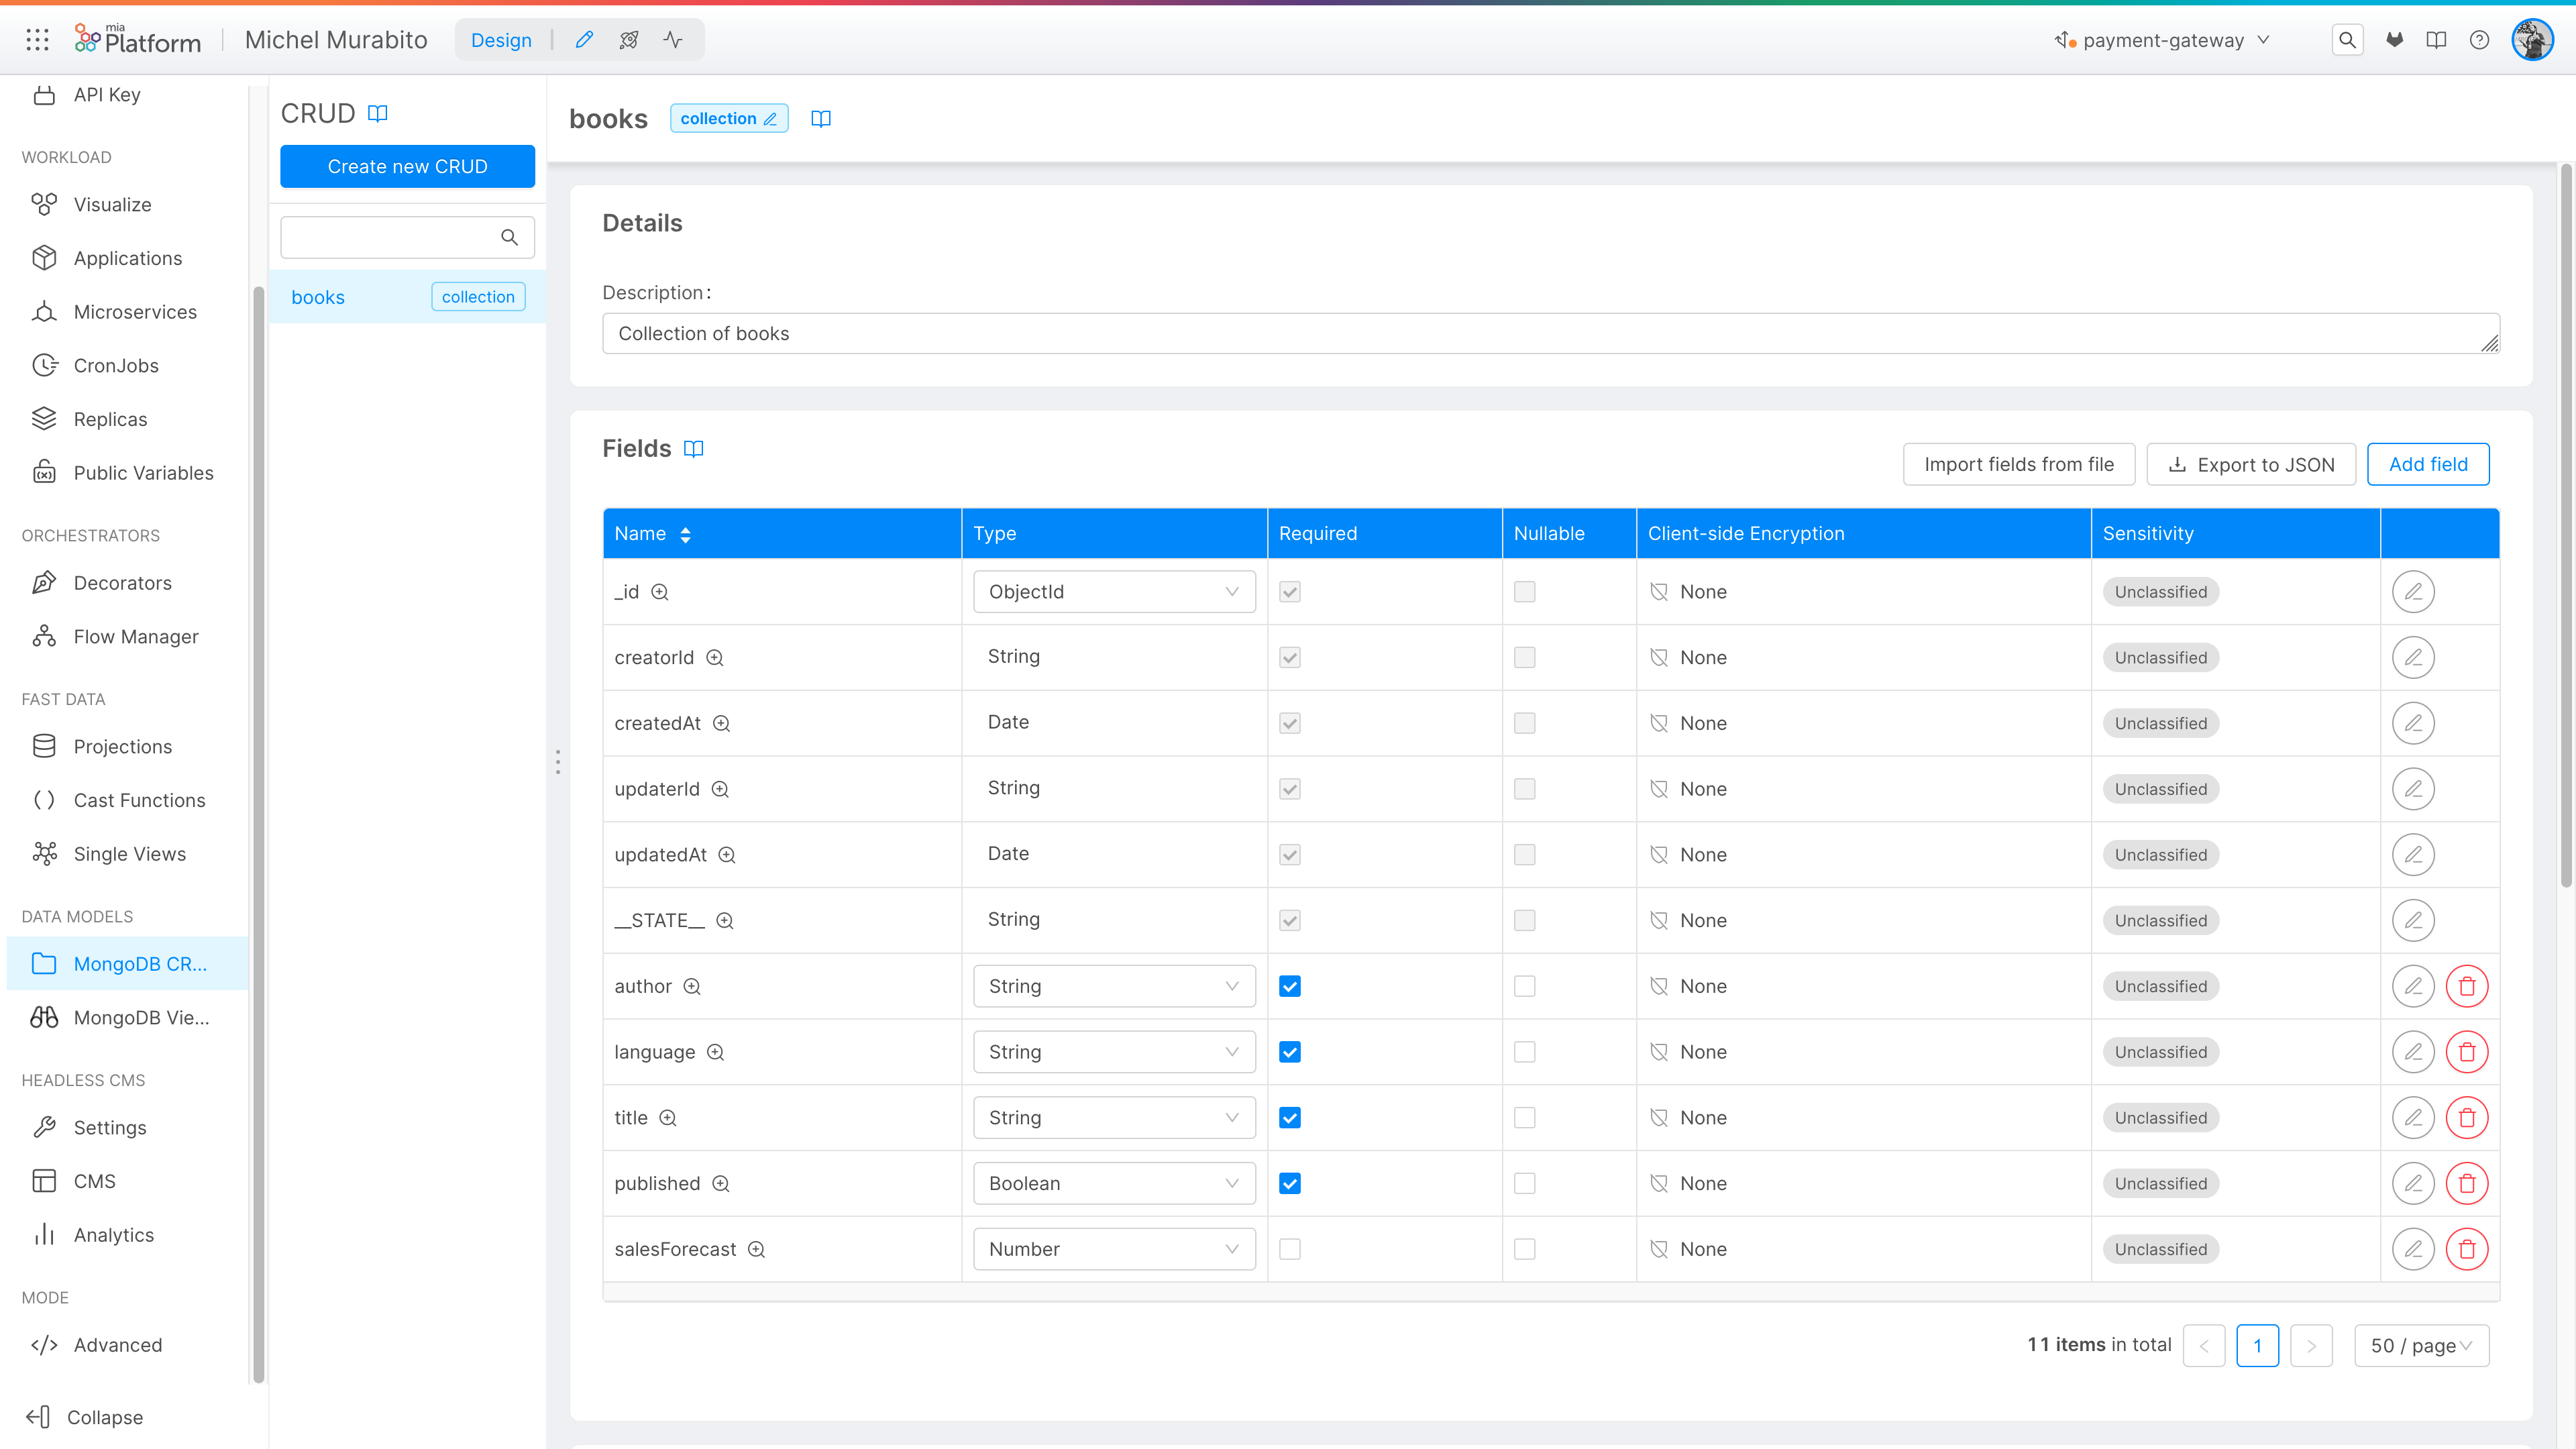 mia
Platform
Michel Murabito
Design
payment-gateway
API Key
WORKLOAD
Visualize
Applications
Microservices
CronJobs
Replicas
Public Variables
ORCHESTRATORS
Decorators
Flow Manager
FAST DATA
Projections
Cast Functions
Single Views
DATA MODELS
MongoDB CR...
MongoDB Vie...
HEADLESS CMS
Settings
CMS
Analytics
MODE
Advanced
Collapse
CRUD
Create new CRUD
books collection
books collection
Details
Description:
Collection of books
Fields
Import fields from file Export to JSON Add field
Name Type Required Nullable Client-side Encryption Sensitivity
_id ObjectId None Unclassified
creatorId String None Unclassified
createdAt Date None Unclassified
updaterId String None Unclassified
updatedAt Date None Unclassified
__STATE__ String None Unclassified
author String None Unclassified
language String None Unclassified
title String None Unclassified
published Boolean None Unclassified
salesForecast Number None Unclassified
11 items in total < 1 > 50 / page